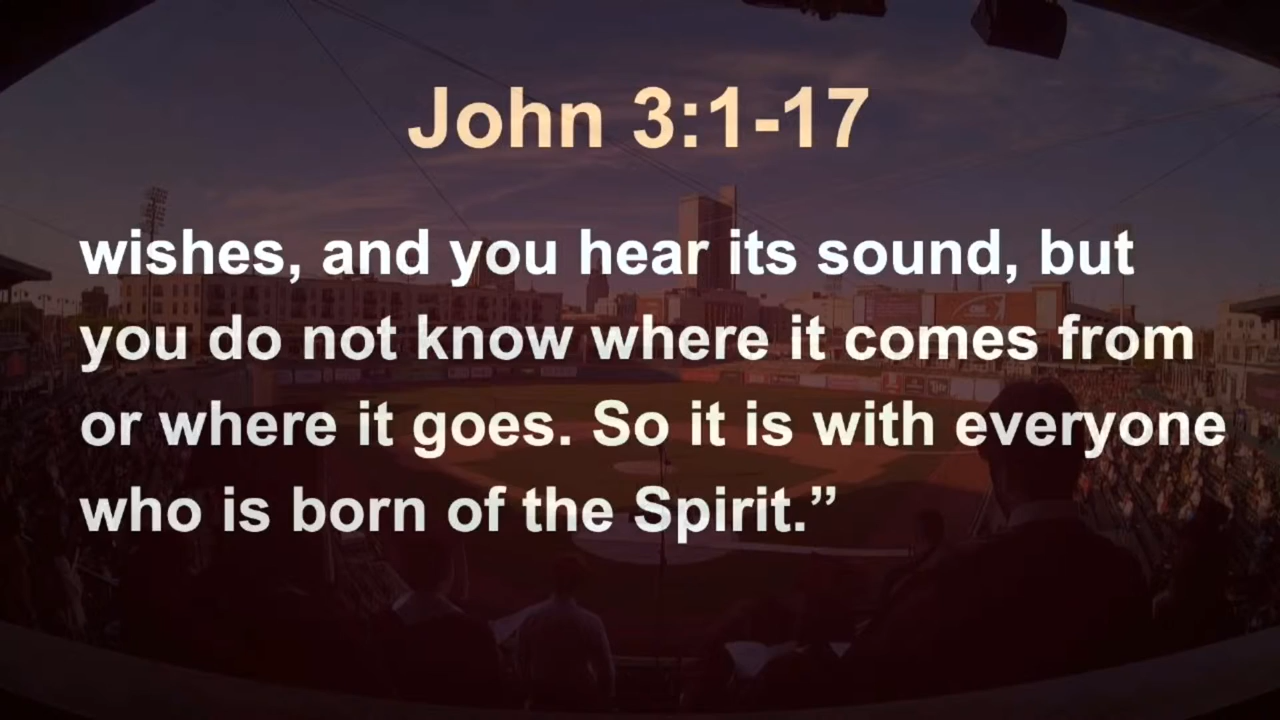 John 3:1-17
wishes, and you hear its sound, but
you do not know where it comes from
or where it goes. So it is with everyone
who is born of the Spirit.”